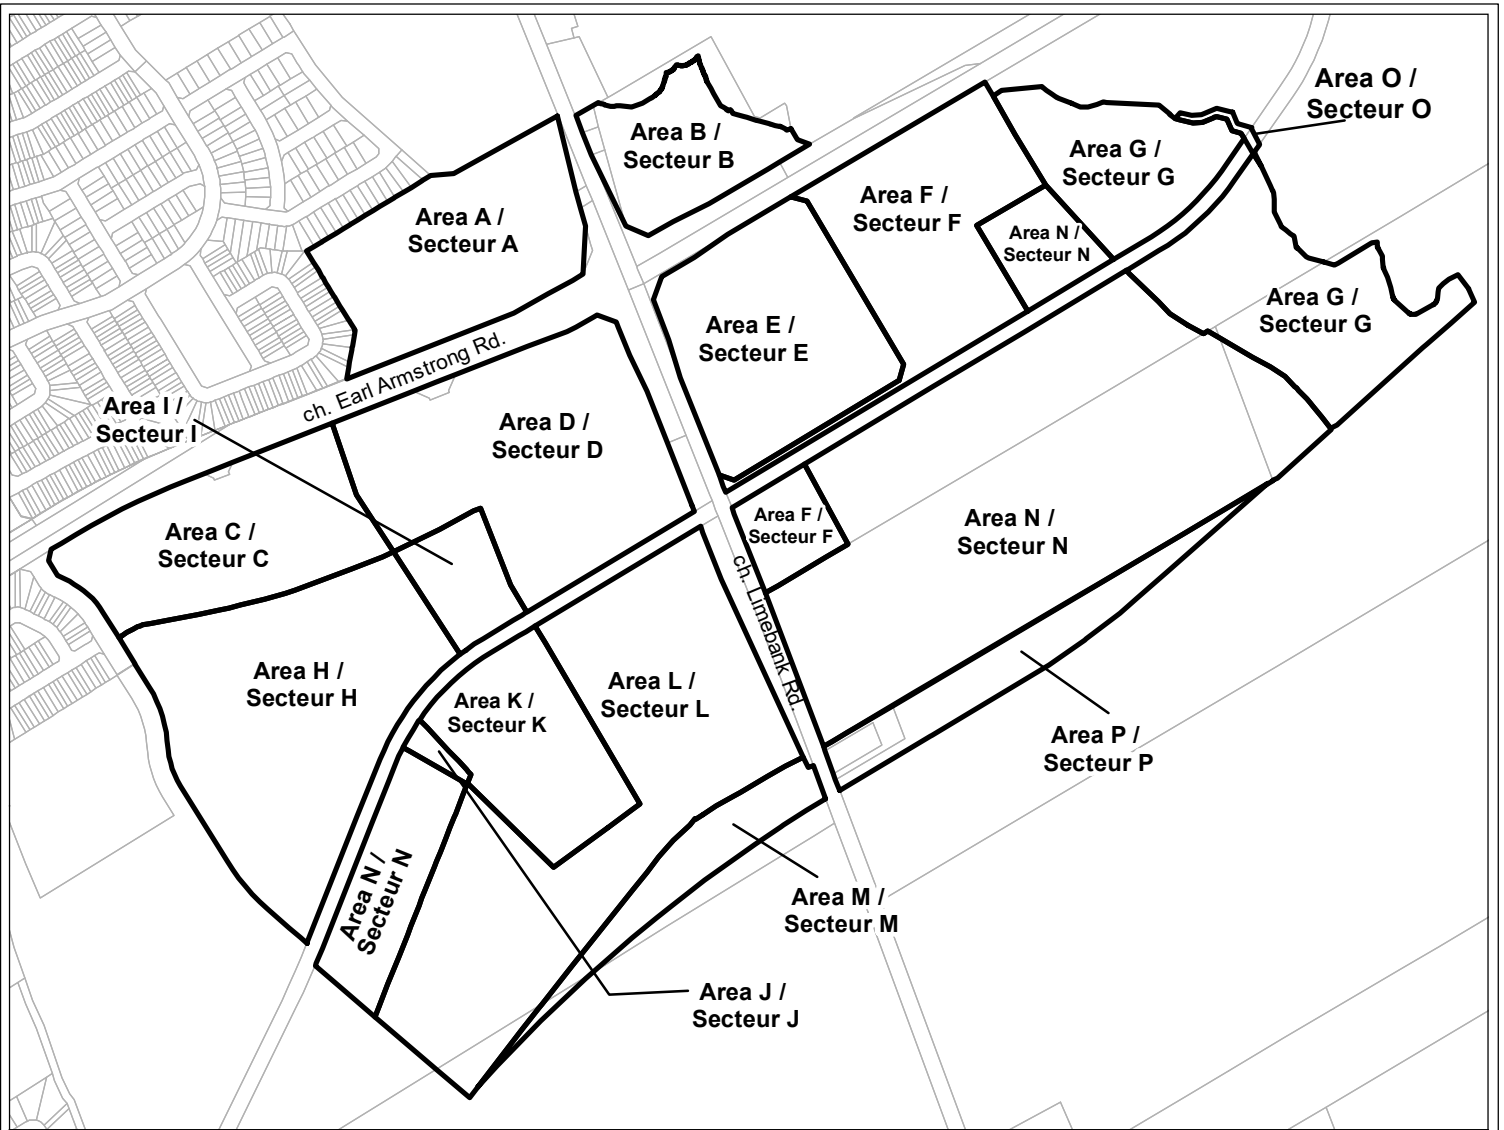 Area O /
Secteur O
Area B /
Secteur B
Area G /
Secteur G
Area A /
Secteur A
Area F /
Secteur F
Area N /
Secteur N
Area G /
Secteur G
Area E /
Secteur E
ch. Earl Armstrong Rd.
Area I /
Secteur I
Area D /
Secteur D
Area C /
Secteur C
Area F /
Secteur F
Area N /
Secteur N
ch. Limebank Rd.
Area H /
Secteur H
Area K /
Secteur K
Area L /
Secteur L
Area P /
Secteur P
Area N /
Secteur N
Area M /
Secteur M
Area J /
Secteur J